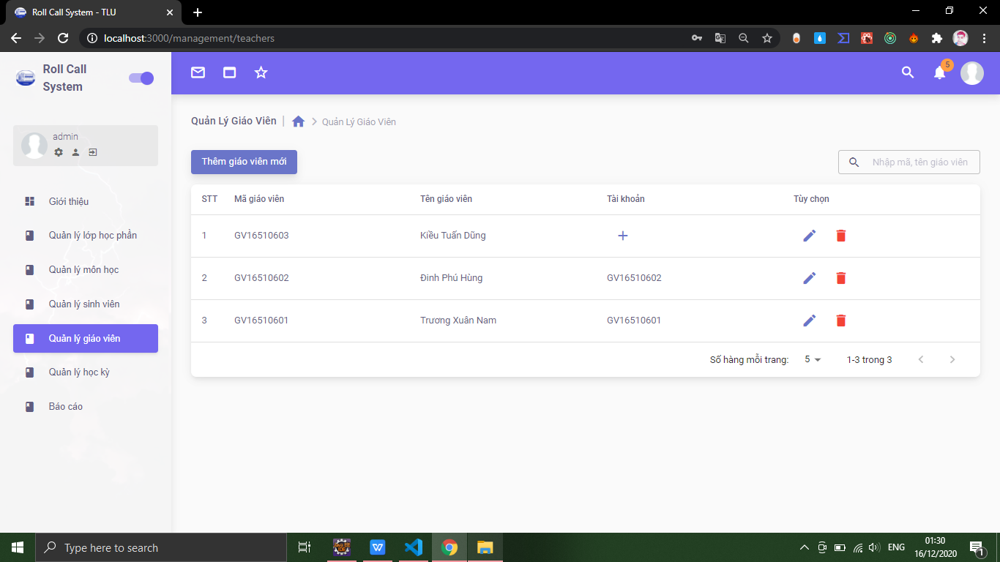 Roll Call System - TLU
localhost:3000/management/teachers
Roll Call
System
5
admin
Quản Lý Giáo Viên | Quản Lý Giáo Viên
Thêm giáo viên mới
Nhập mã, tên giáo viên
Giới thiệu
Quản lý lớp học phần
Quản lý môn học
Quản lý sinh viên
Quản lý giáo viên
Quản lý học kỳ
Báo cáo
STT Mã giáo viên Tên giáo viên Tài khoản Tùy chọn
1 GV16510603 Kiều Tuấn Dũng
2 GV16510602 Đinh Phú Hùng GV16510602
3 GV16510601 Trương Xuân Nam GV16510601
Số hàng mỗi trang: 5 1-3 trong 3
Type here to search
ENG
01:30
16/12/2020
1